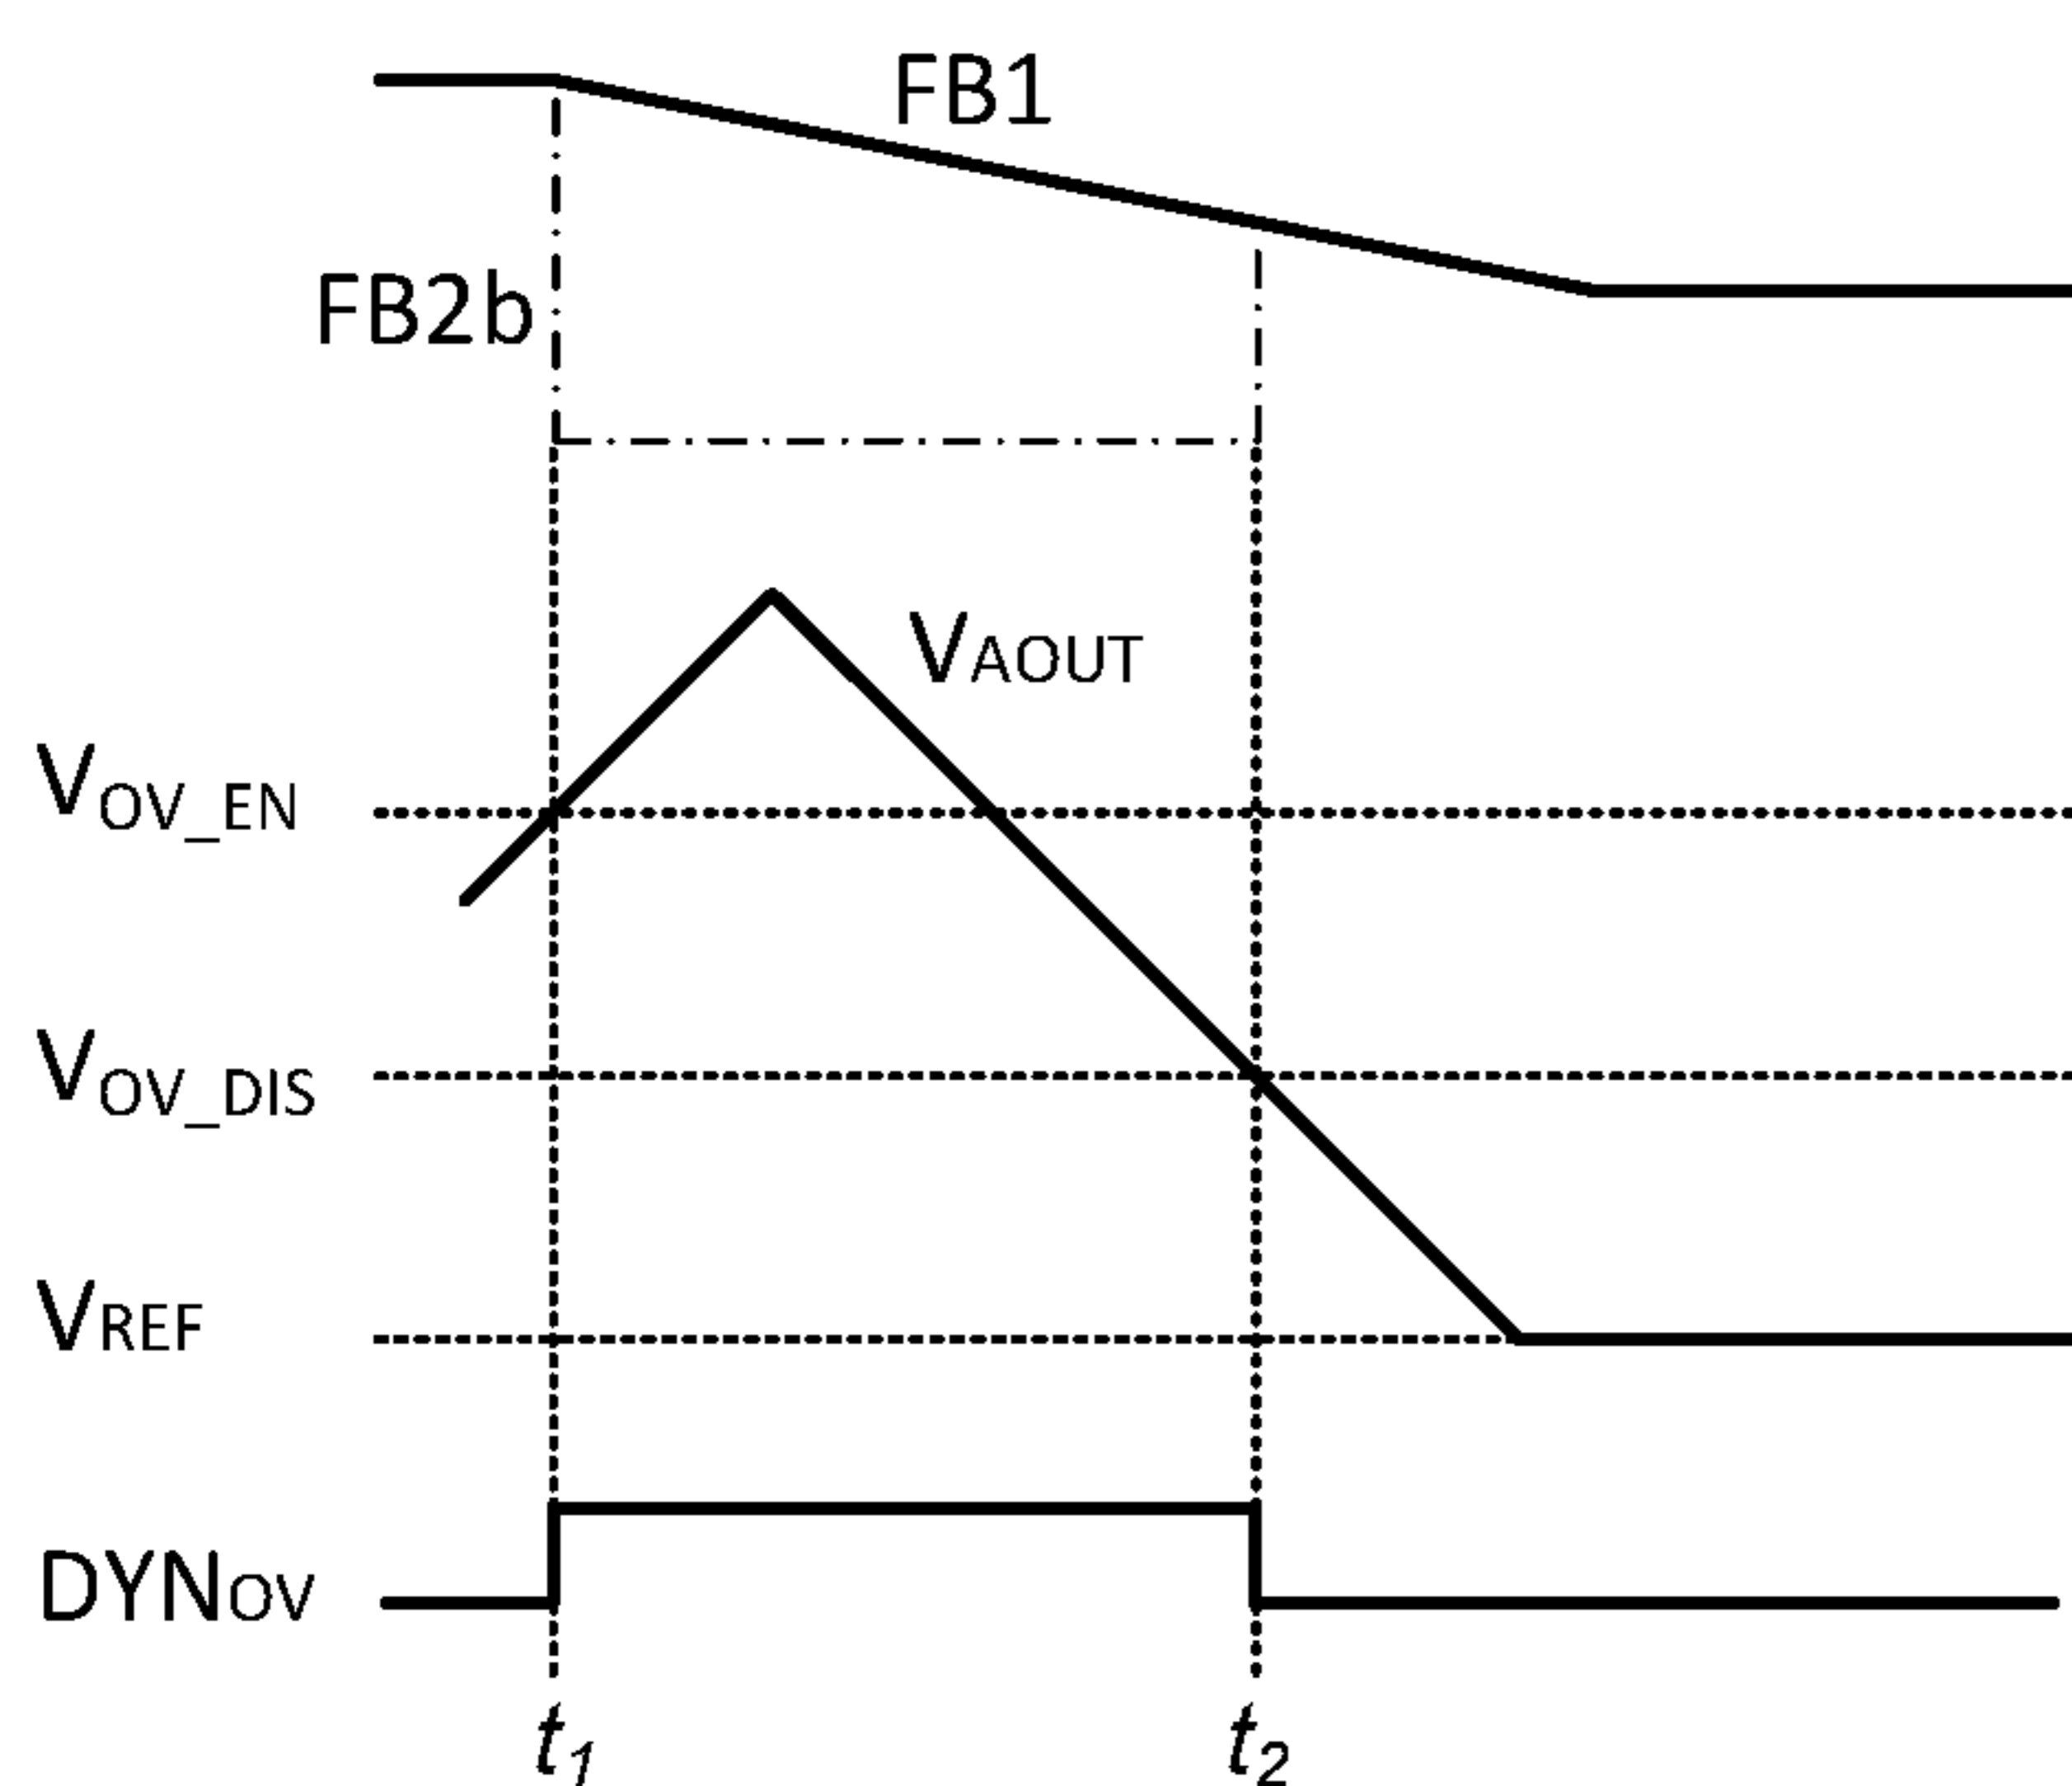 FB1
FB2b
VAOUT
VOV_EN
VOV_DIS
VREF
DYNOV
t1
t2